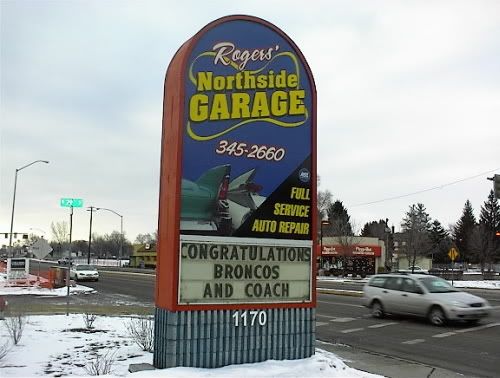 Rogers'
Northside
GARAGE
345-2660
FULL
SERVICE
AUTO REPAIR
CONGRATULATIONS
BRONCOS
AND COACH
1170